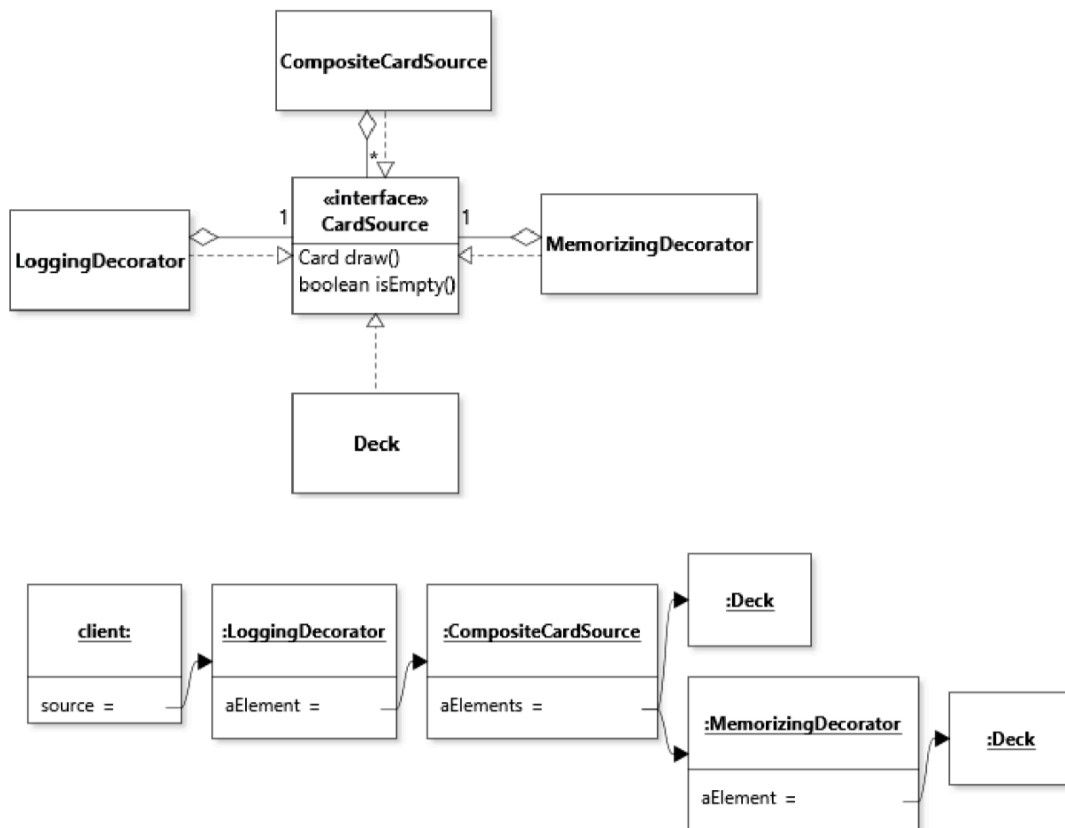 CompositeCardSource
*
«interface»
CardSource
Card draw()
boolean isEmpty()
1
1
LoggingDecorator
MemorizingDecorator
Deck
client:
source =
:LoggingDecorator
aElement =
:CompositeCardSource
aElements =
:Deck
:MemorizingDecorator
aElement =
:Deck